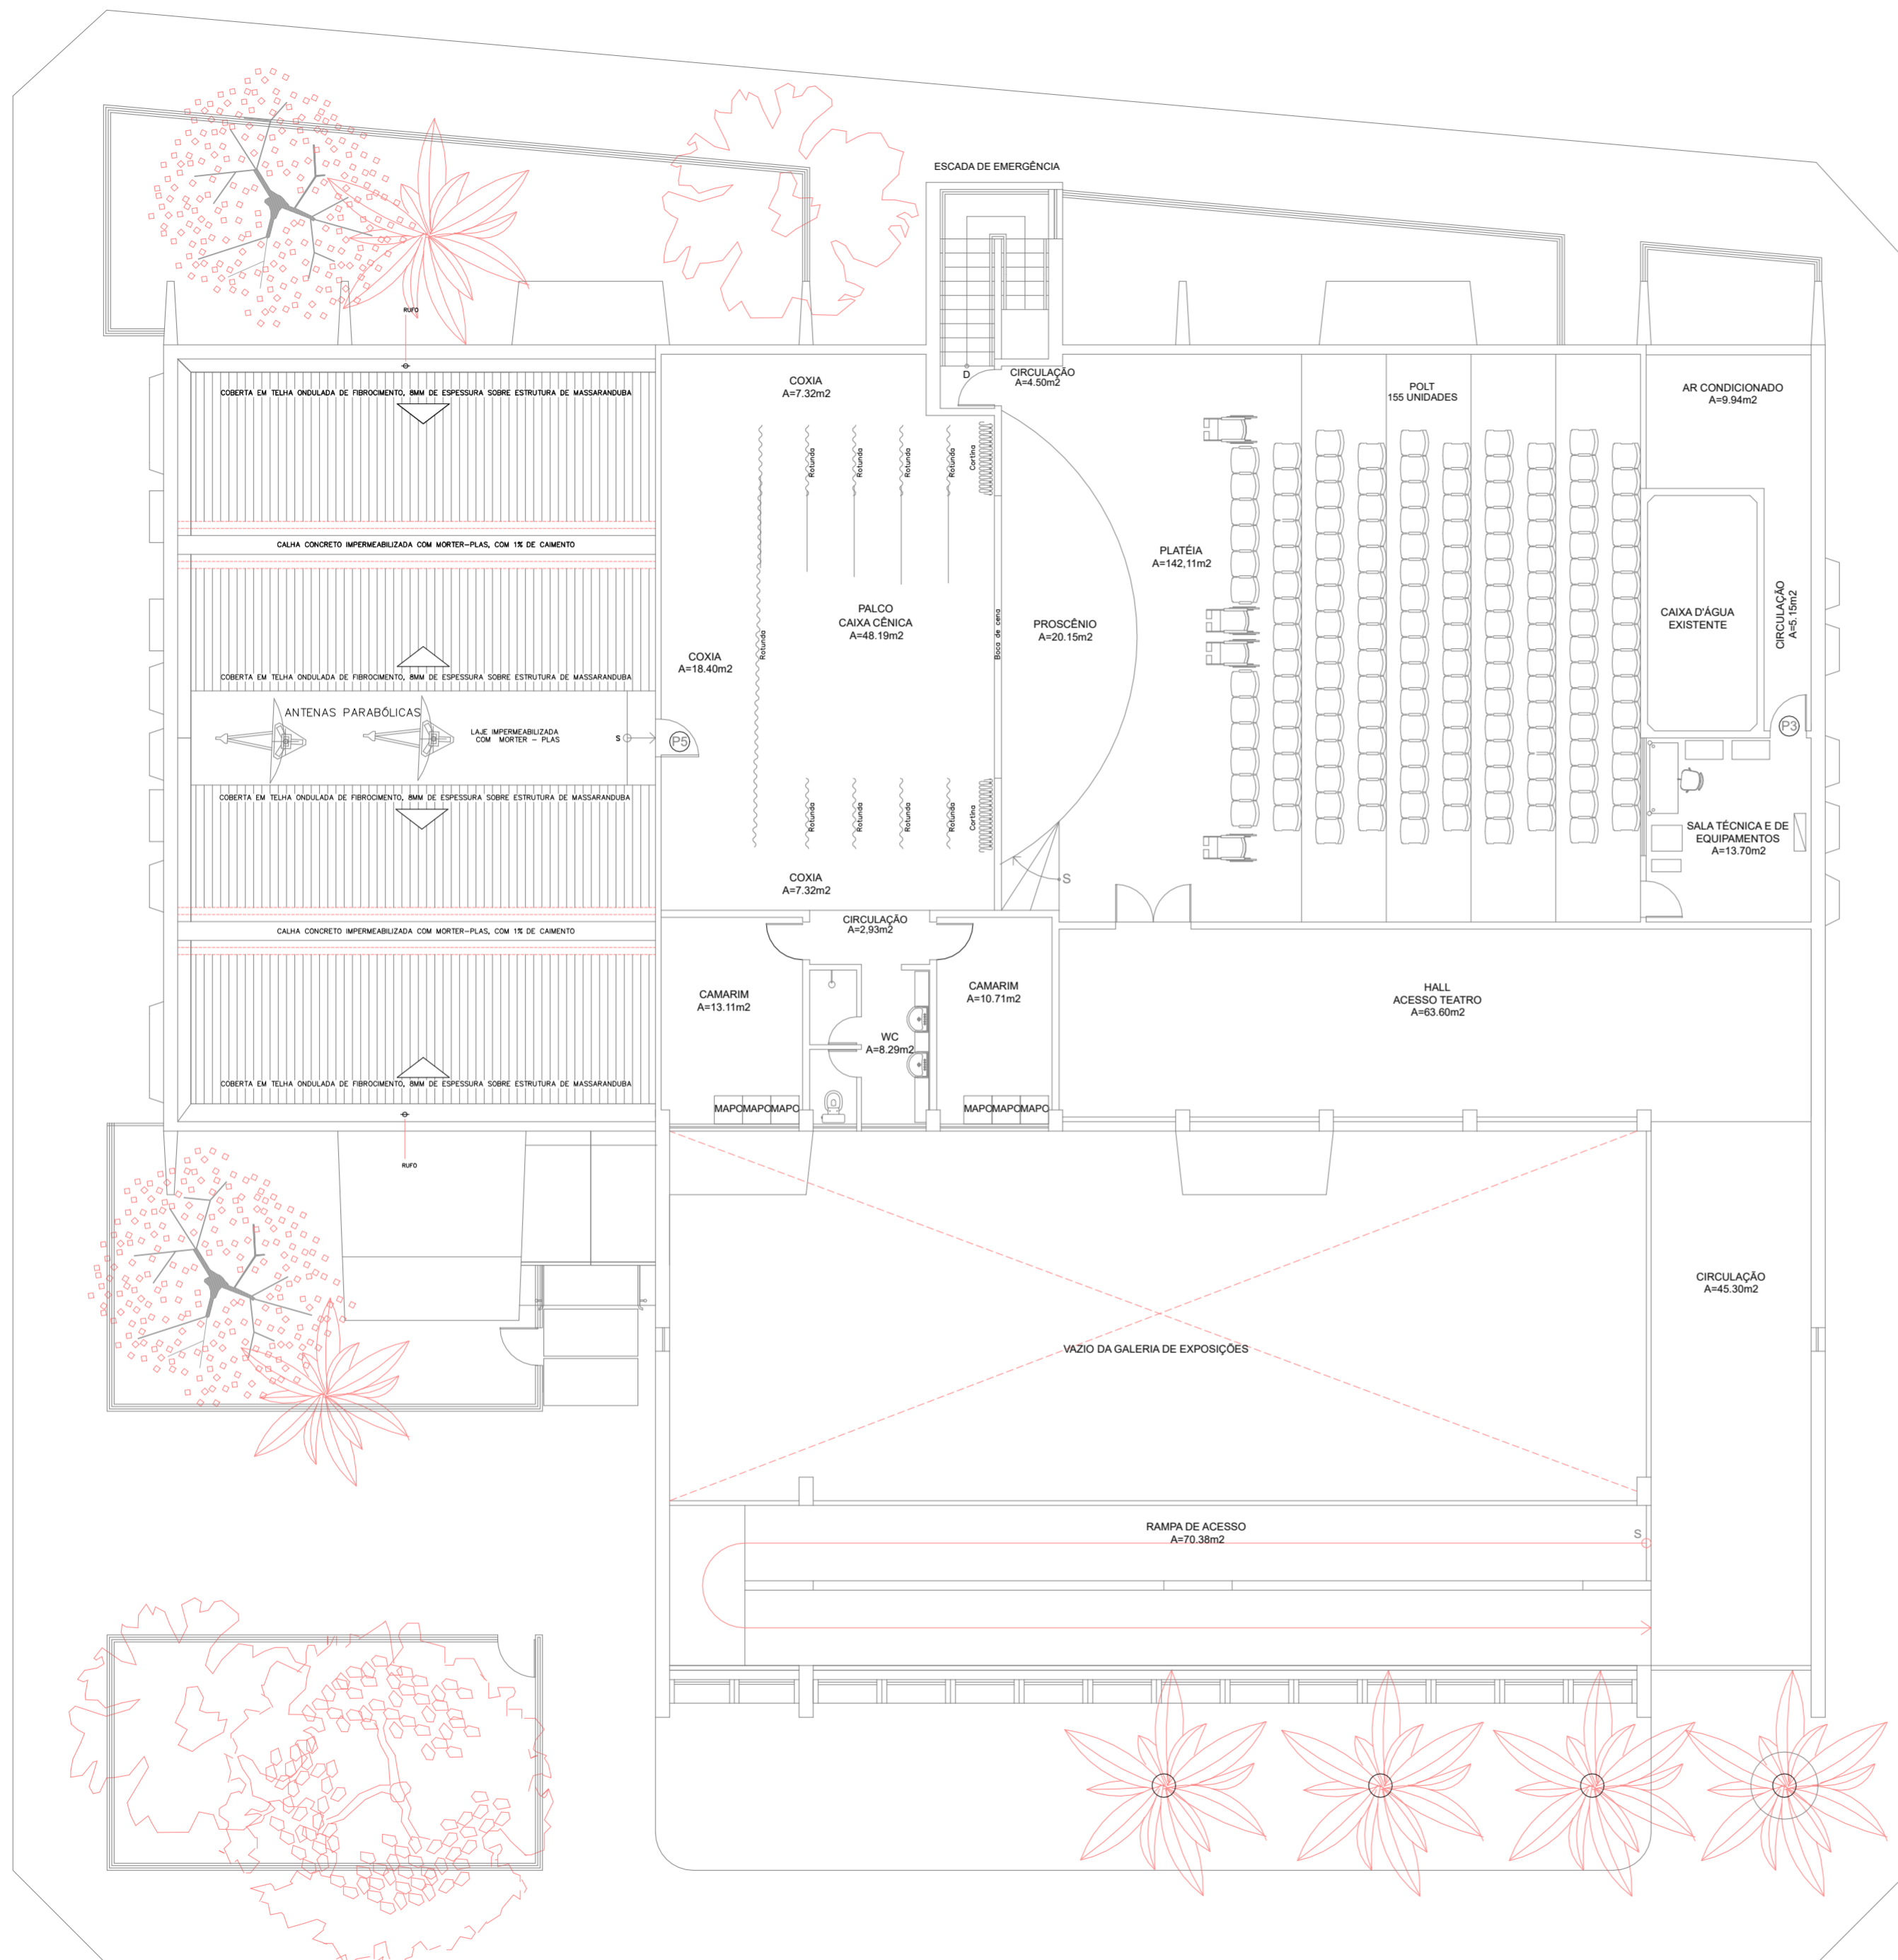 ESCADA DE EMERGÊNCIA
RUFO
COBERTA EM TELHA ONDULADA DE FIBROCIMENTO, 8MM DE ESPESSURA SOBRE ESTRUTURA DE MASSARANDUBA
COXIA
A=7.32m2
D
CIRCULAÇÃO
A=4.50m2
POLT
155 UNIDADES
AR CONDICIONADO
A=9.94m2
Rotunda
Rotunda
Rotunda
Rotunda
Cortina
CALHA CONCRETO IMPERMEABILIZADA COM MORTER-PLAS, COM 1% DE CAIMENTO
PLATÉIA
A=142,11m2
PALCO
CAIXA CÊNICA
A=48.19m2
Boca de cena
PROSCÊNIO
A=20.15m2
CAIXA D'ÁGUA
EXISTENTE
CIRCULAÇÃO
A=5.15m2
Rotunda
COXIA
A=18.40m2
COBERTA EM TELHA ONDULADA DE FIBROCIMENTO, 8MM DE ESPESSURA SOBRE ESTRUTURA DE MASSARANDUBA
ANTENAS PARABÓLICAS
LAJE IMPERMEABILIZADA
COM MORTER - PLAS
S
P5
P3
COBERTA EM TELHA ONDULADA DE FIBROCIMENTO, 8MM DE ESPESSURA SOBRE ESTRUTURA DE MASSARANDUBA
Rotunda
Rotunda
Rotunda
Rotunda
Cortina
SALA TÉCNICA E DE
EQUIPAMENTOS
A=13.70m2
COXIA
A=7.32m2
S
CIRCULAÇÃO
A=2,93m2
CALHA CONCRETO IMPERMEABILIZADA COM MORTER-PLAS, COM 1% DE CAIMENTO
CAMARIM
A=13.11m2
CAMARIM
A=10.71m2
HALL
ACESSO TEATRO
A=63.60m2
WC
A=8.29m2
COBERTA EM TELHA ONDULADA DE FIBROCIMENTO, 8MM DE ESPESSURA SOBRE ESTRUTURA DE MASSARANDUBA
MAPO MAPO MAPO
MAPO MAPO MAPO
RUFO
CIRCULAÇÃO
A=45.30m2
VAZIO DA GALERIA DE EXPOSIÇÕES
RAMPA DE ACESSO
A=70.38m2
S